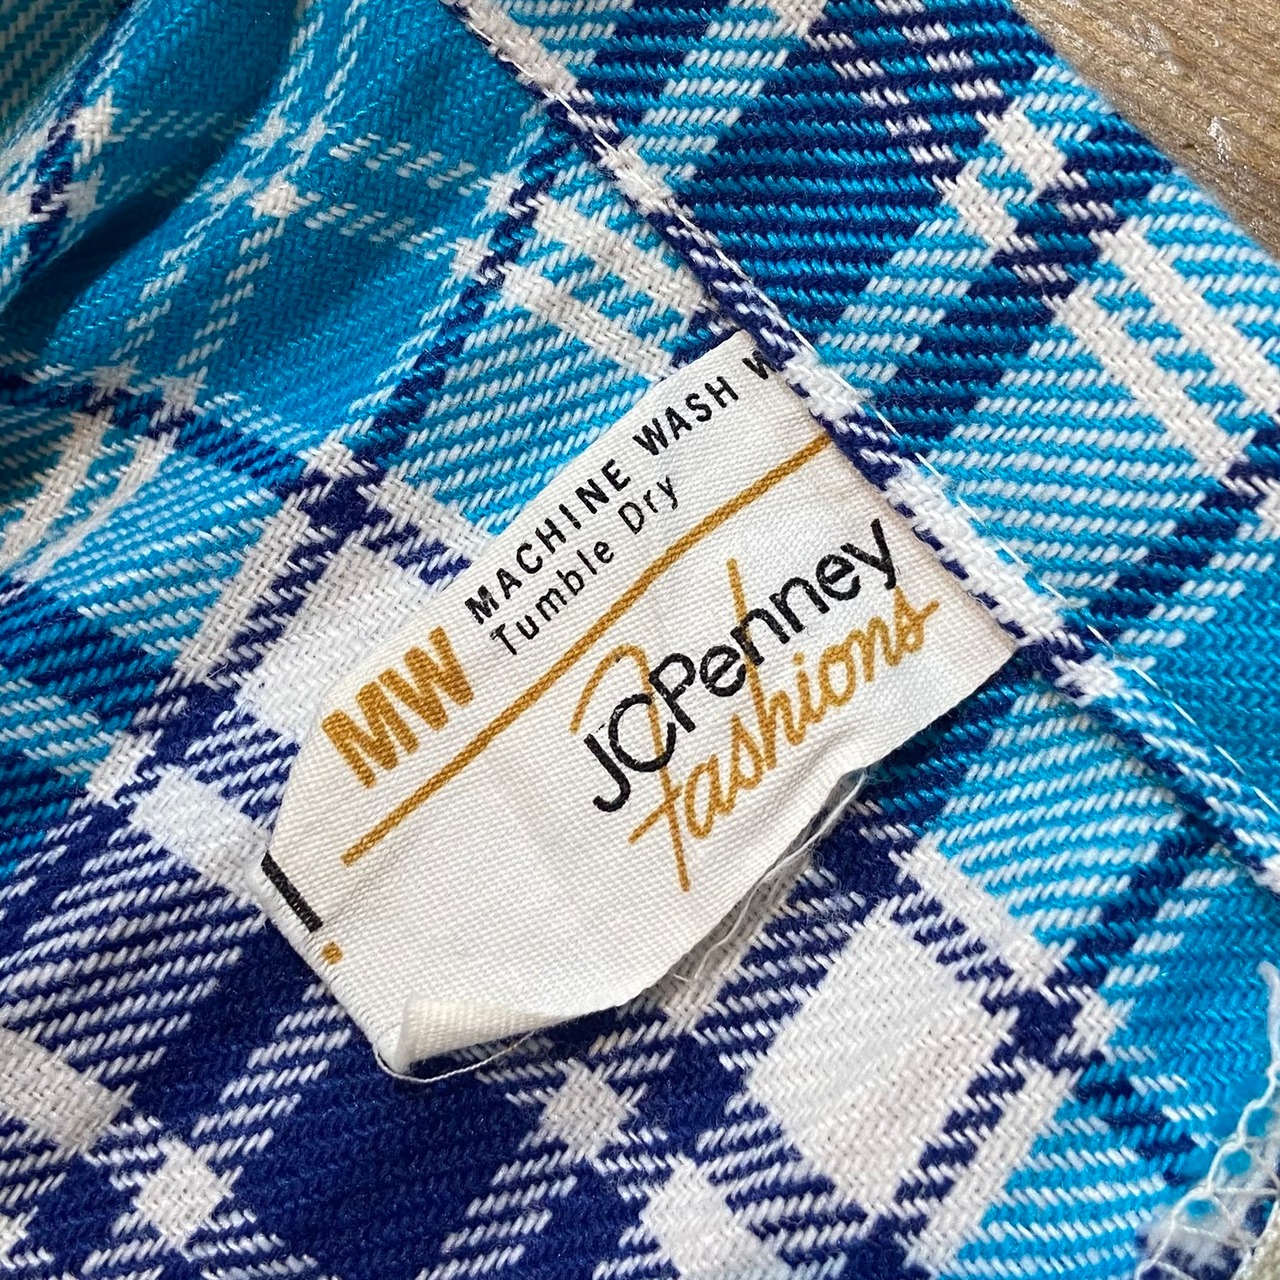 MACHINE WASH W
Tumble Dry
MW
JCPenney
fashions